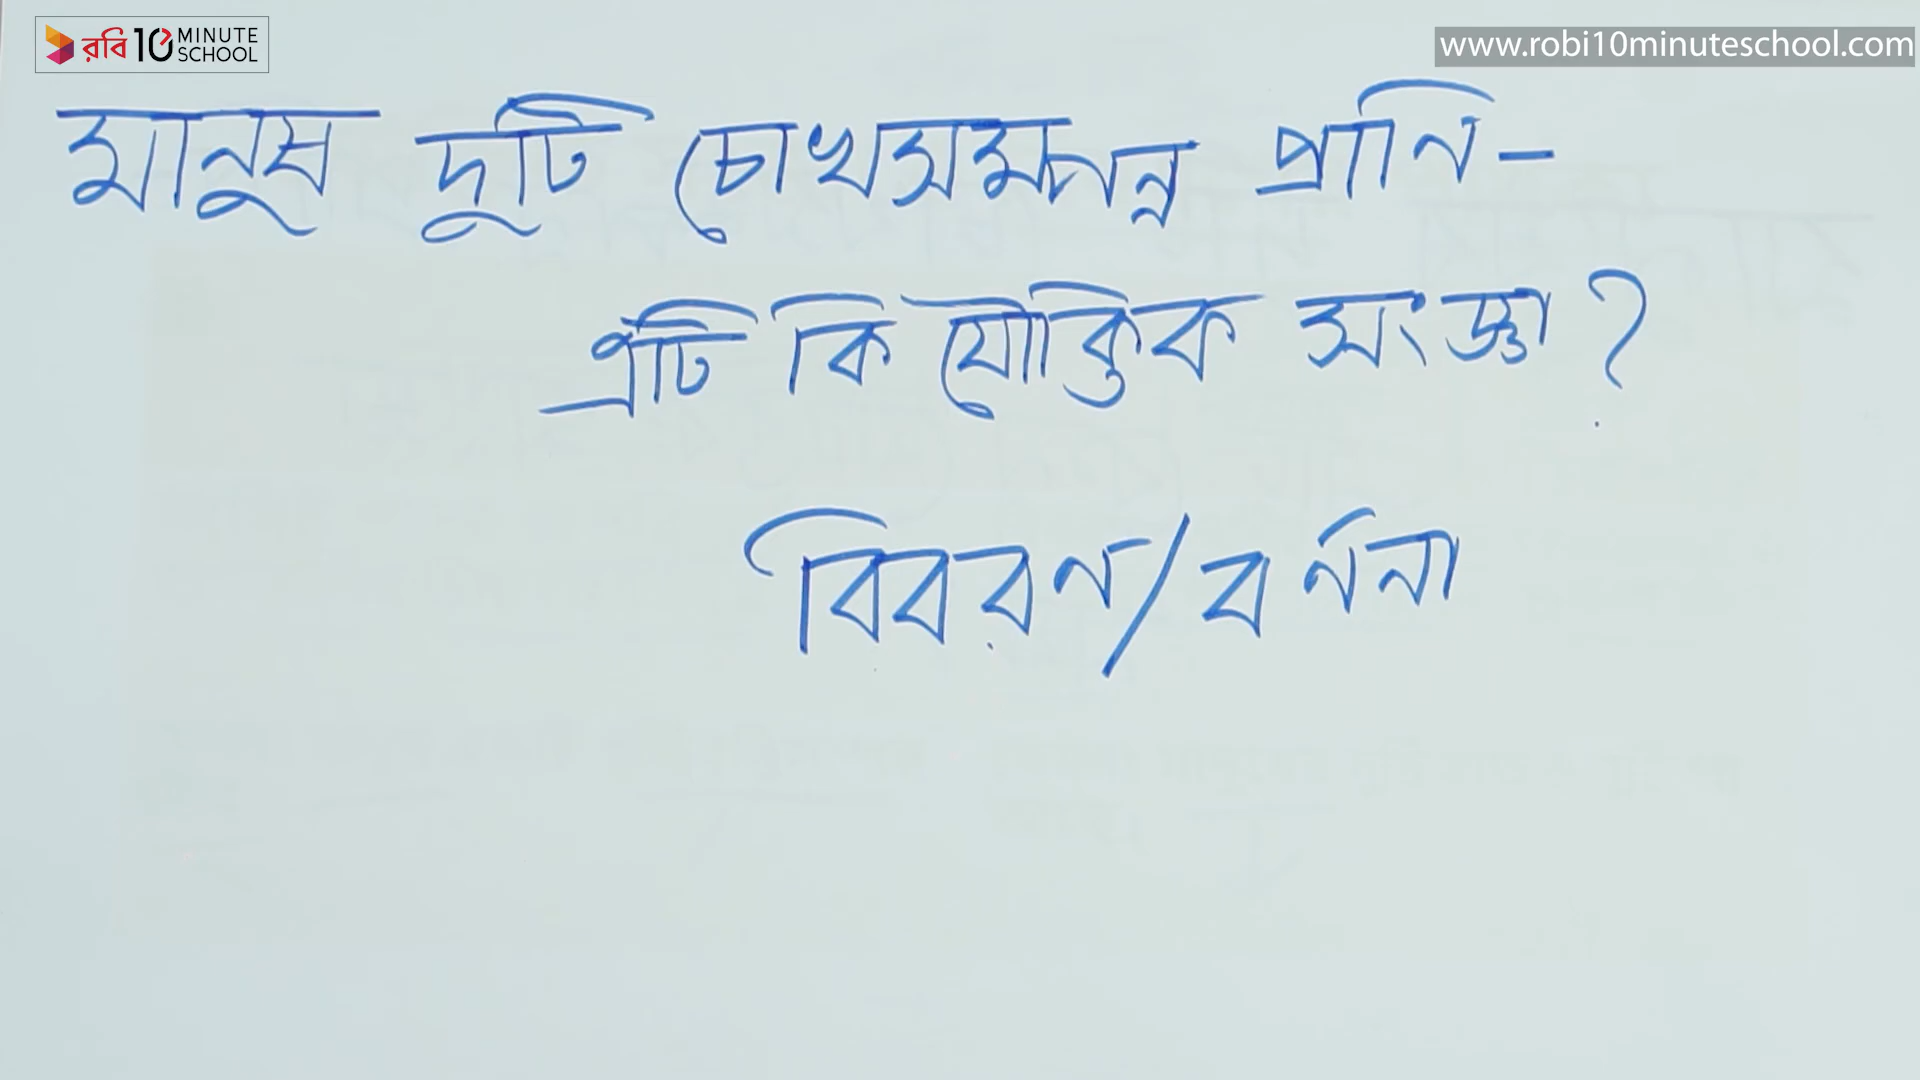 রবি 10 MINUTE SCHOOL
www.robi10minuteschool.com
মানুষ দুটি চোখসম্পন্ন প্রানি-
এটি কি যৌক্তিক সংজ্ঞা ?
বিবরণ/বর্ণনা